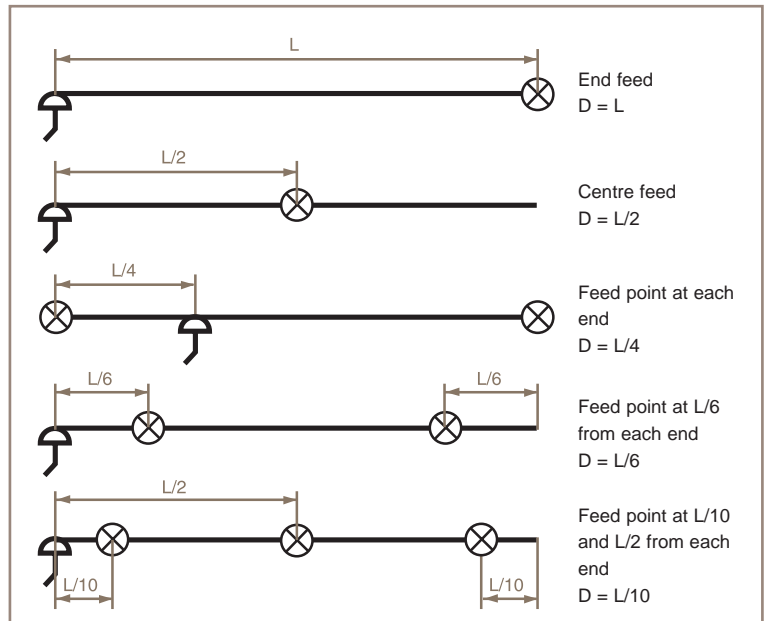 L
End feed
D = L
L/2
Centre feed
D = L/2
L/4
Feed point at each
end
D = L/4
L/6
L/6
Feed point at L/6
from each end
D = L/6
L/2
Feed point at L/10
and L/2 from each
end
D = L/10
L/10
L/10